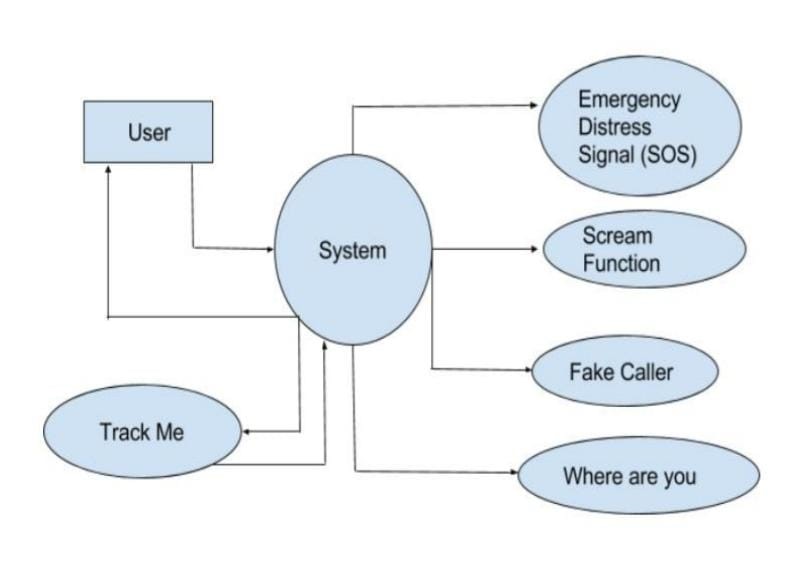 User
System
Emergency
Distress
Signal (SOS)
Scream
Function
Fake Caller
Track Me
Where are you